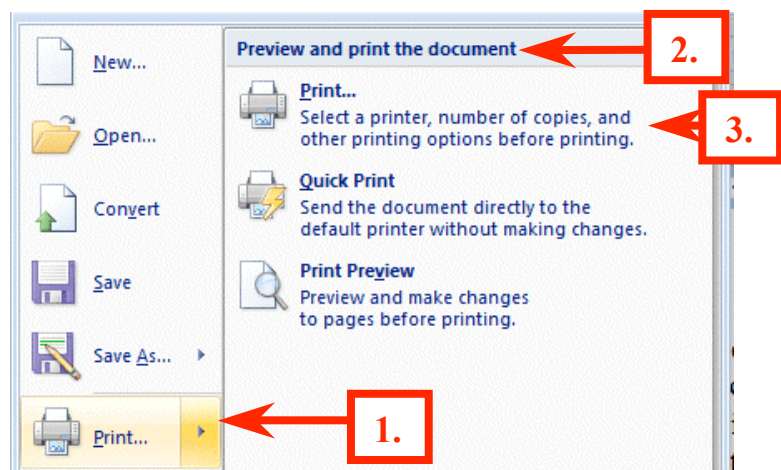 New...
Open...
Convert
Save
Save As...
Print...
1.
Preview and print the document
2.
Print...
Select a printer, number of copies, and
other printing options before printing.
3.
Quick Print
Send the document directly to the
default printer without making changes.
Print Preview
Preview and make changes
to pages before printing.